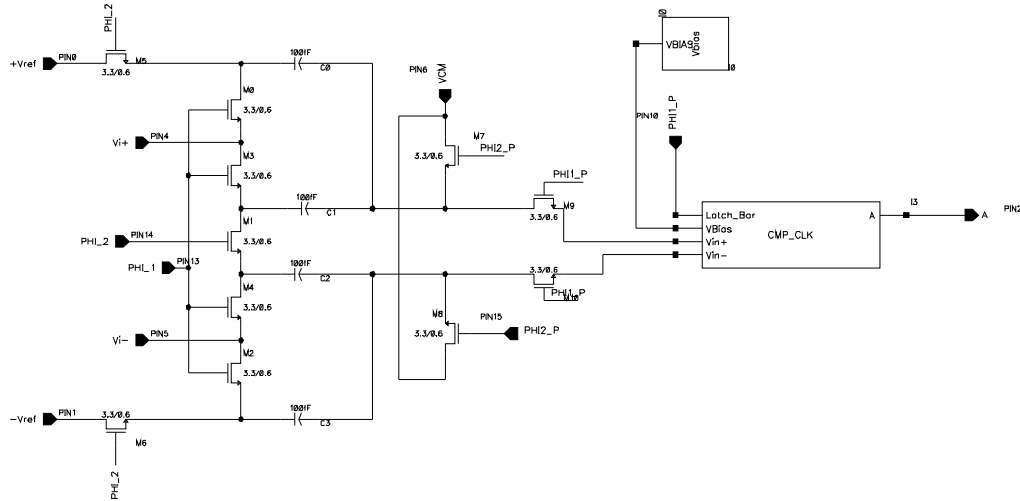 PHI_2
+Vref PIN0
M5
3.3/0.6
100fF
C0
M0
3.3/0.6
Vi+ PIN4
M3
3.3/0.6
100fF
C1
M1
3.3/0.6
PHI_2 PIN14
PHI_1 PIN13
100fF
C2
M4
3.3/0.6
Vi- PIN5
M2
3.3/0.6
100fF
C3
-Vref PIN1
3.3/0.6
M6
PHI_2
PIN6
VCM
M7
PHI2_P
3.3/0.6
PHI1_P
M9
3.3/0.6
3.3/0.6
PHI1_P
M10
M8
3.3/0.6
PIN15
PHI2_P
I0
VBIAS
Vbias
I0
PIN10
PHI1_P
Latch_Bar
VBias
Vin+
Vin-
CMP_CLK
A
I3
A
PIN2